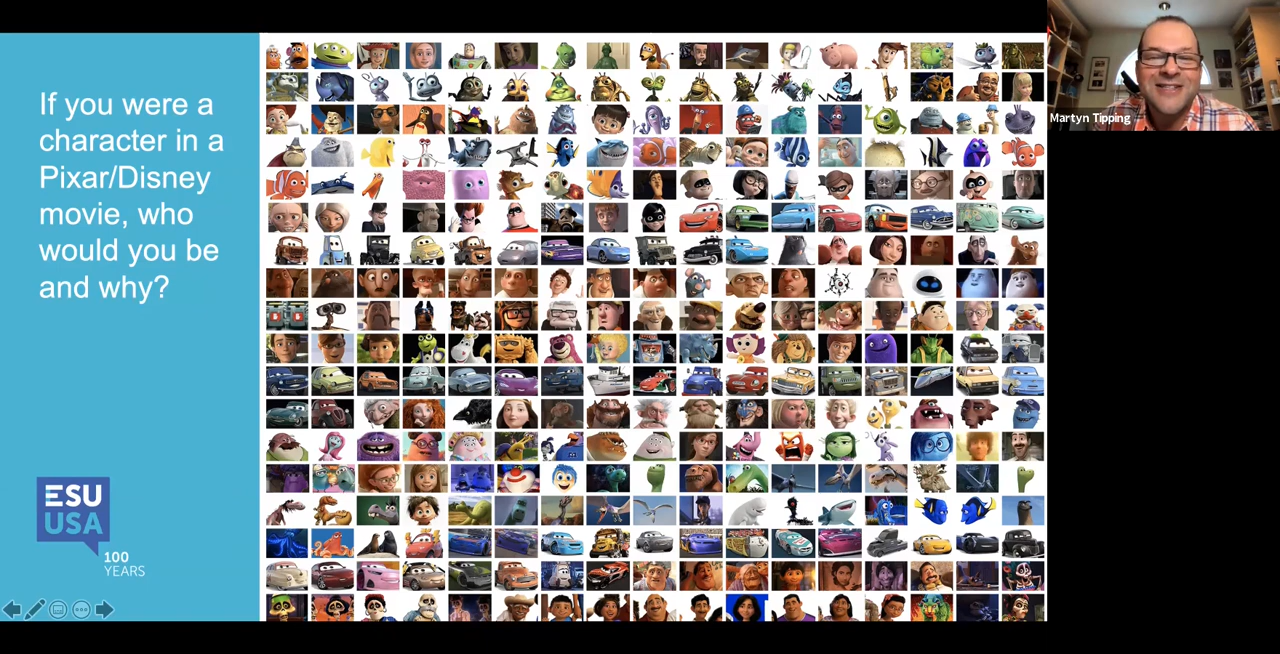 If you were a
character in a
Pixar/Disney
movie, who
would you be
and why?
ESU
USA
100
YEARS
Martyn Tipping